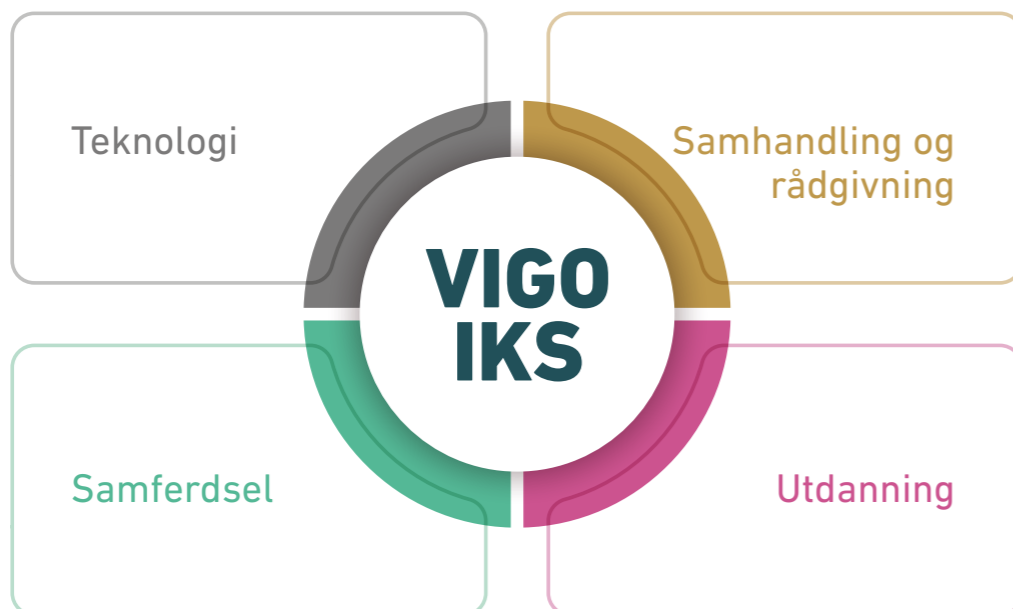 Teknologi
Samhandling og
rådgivning
VIGO
IKS
Samferdsel
Utdanning